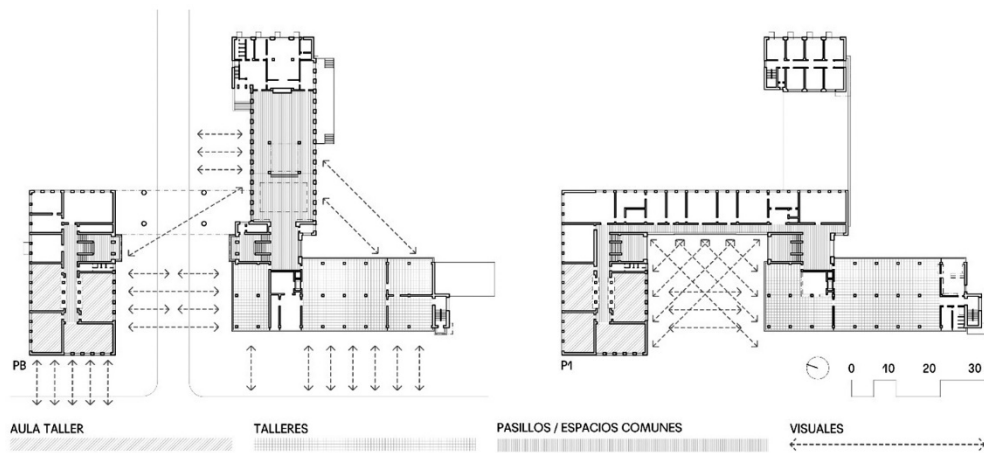 PB
P1
0 10 20 30
AULA TALLER
TALLERES
PASILLOS / ESPACIOS COMUNES
VISUALES